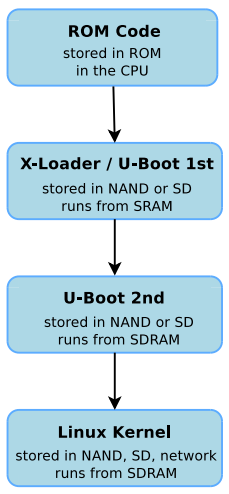 ROM Code
stored in ROM
in the CPU
X-Loader / U-Boot 1st
stored in NAND or SD
runs from SRAM
U-Boot 2nd
stored in NAND or SD
runs from SDRAM
Linux Kernel
stored in NAND, SD, network
runs from SDRAM